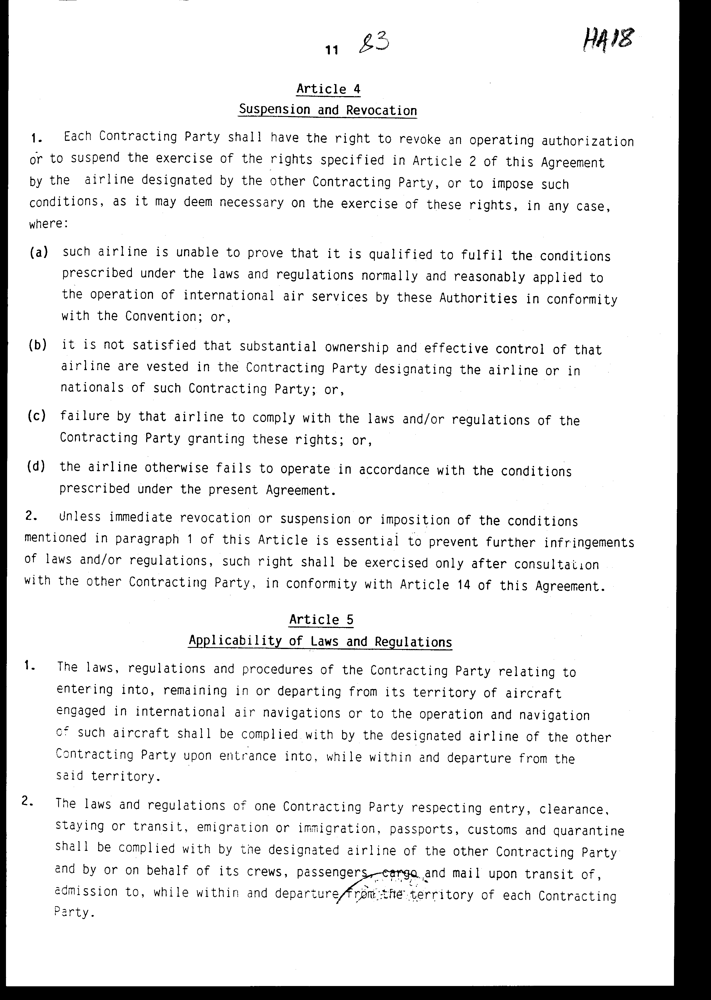 11 83 HA18
Article 4
Suspension and Revocation
1. Each Contracting Party shall have the right to revoke an operating authorization
or to suspend the exercise of the rights specified in Article 2 of this Agreement
by the airline designated by the other Contracting Party, or to impose such
conditions, as it may deem necessary on the exercise of these rights, in any case,
where:
(a) such airline is unable to prove that it is qualified to fulfil the conditions
prescribed under the laws and regulations normally and reasonably applied to
the operation of international air services by these Authorities in conformity
with the Convention; or,
(b) it is not satisfied that substantial ownership and effective control of that
airline are vested in the Contracting Party designating the airline or in
nationals of such Contracting Party; or,
(c) failure by that airline to comply with the laws and/or regulations of the
Contracting Party granting these rights; or,
(d) the airline otherwise fails to operate in accordance with the conditions
prescribed under the present Agreement.
2. Unless immediate revocation or suspension or imposition of the conditions
mentioned in paragraph 1 of this Article is essential to prevent further infringements
of laws and/or regulations, such right shall be exercised only after consultation
with the other Contracting Party, in conformity with Article 14 of this Agreement.
Article 5
Applicability of Laws and Regulations
1. The laws, regulations and procedures of the Contracting Party relating to
entering into, remaining in or departing from its territory of aircraft
engaged in international air navigations or to the operation and navigation
of such aircraft shall be complied with by the designated airline of the other
Contracting Party upon entrance into, while within and departure from the
said territory.
2. The laws and regulations of one Contracting Party respecting entry, clearance,
staying or transit, emigration or immigration, passports, customs and quarantine
shall be complied with by the designated airline of the other Contracting Party
and by or on behalf of its crews, passengers, cargo and mail upon transit of,
admission to, while within and departure from the territory of each Contracting
Party.